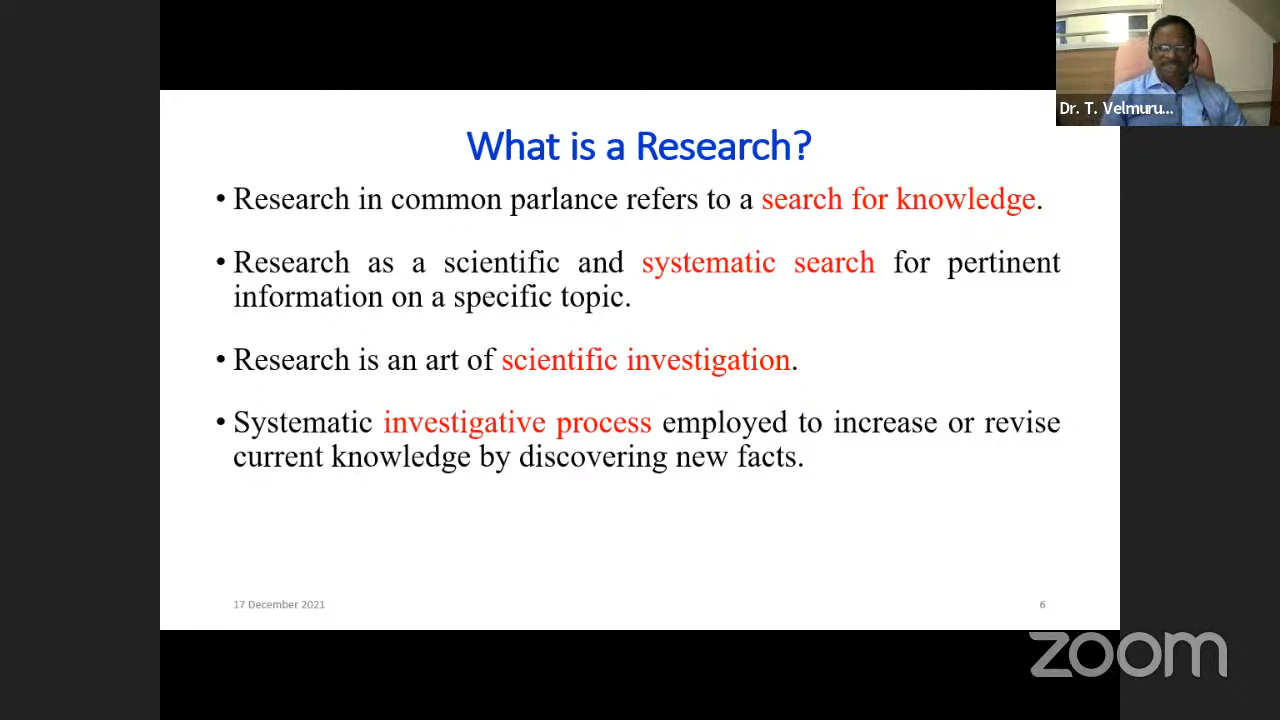 Dr. T. Velmuru...
What is a Research?
• Research in common parlance refers to a search for knowledge.
• Research as a scientific and systematic search for pertinent
information on a specific topic.
• Research is an art of scientific investigation.
• Systematic investigative process employed to increase or revise
current knowledge by discovering new facts.
17 December 2021
6
zoom